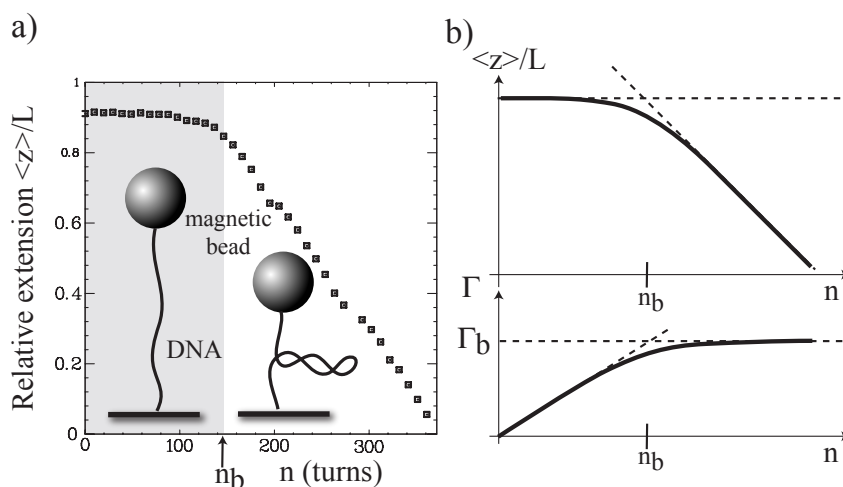 a)
Relative extension <z>/L
1
0.8
0.6
0.4
0.2
0
0
100
200
300
n_b
n (turns)
magnetic
bead
DNA
b)
<z>/L
n_b
n
Γ
Γ_b
n_b
n